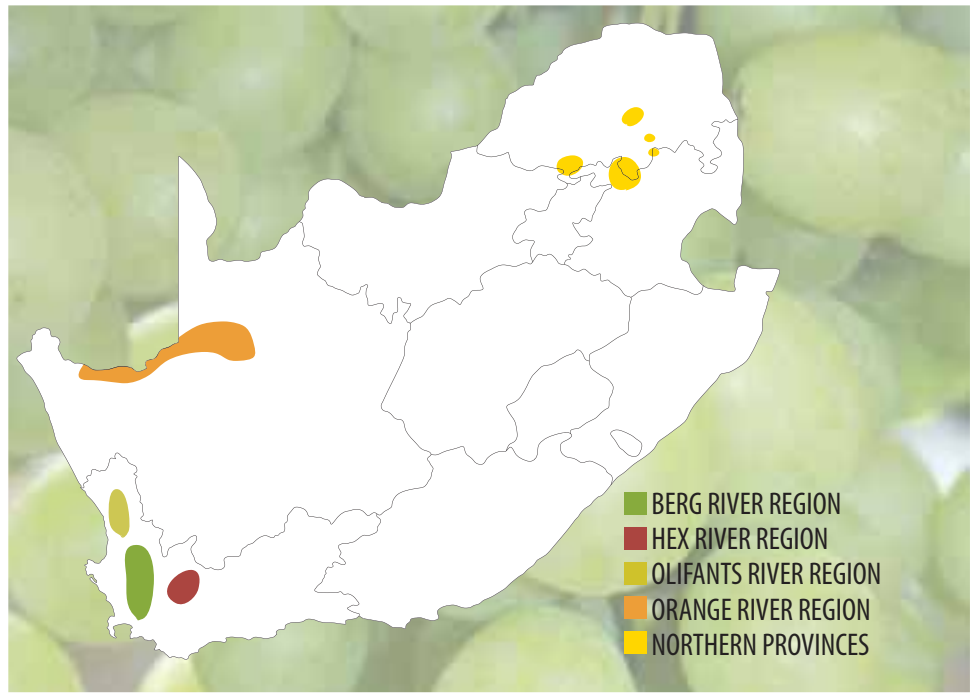 BERG RIVER REGION
HEX RIVER REGION
OLIFANTS RIVER REGION
ORANGE RIVER REGION
NORTHERN PROVINCES